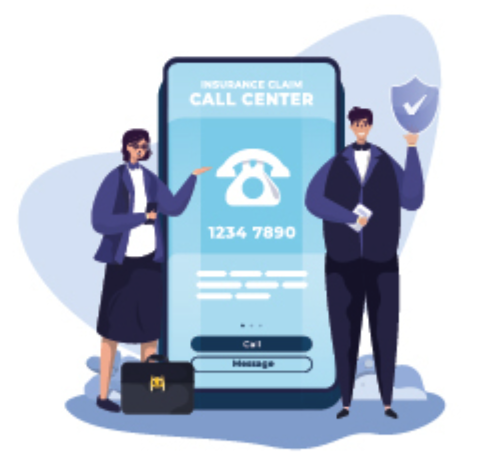 INSURANCE CLAIM
CALL CENTER
1234 7890
Call
Message